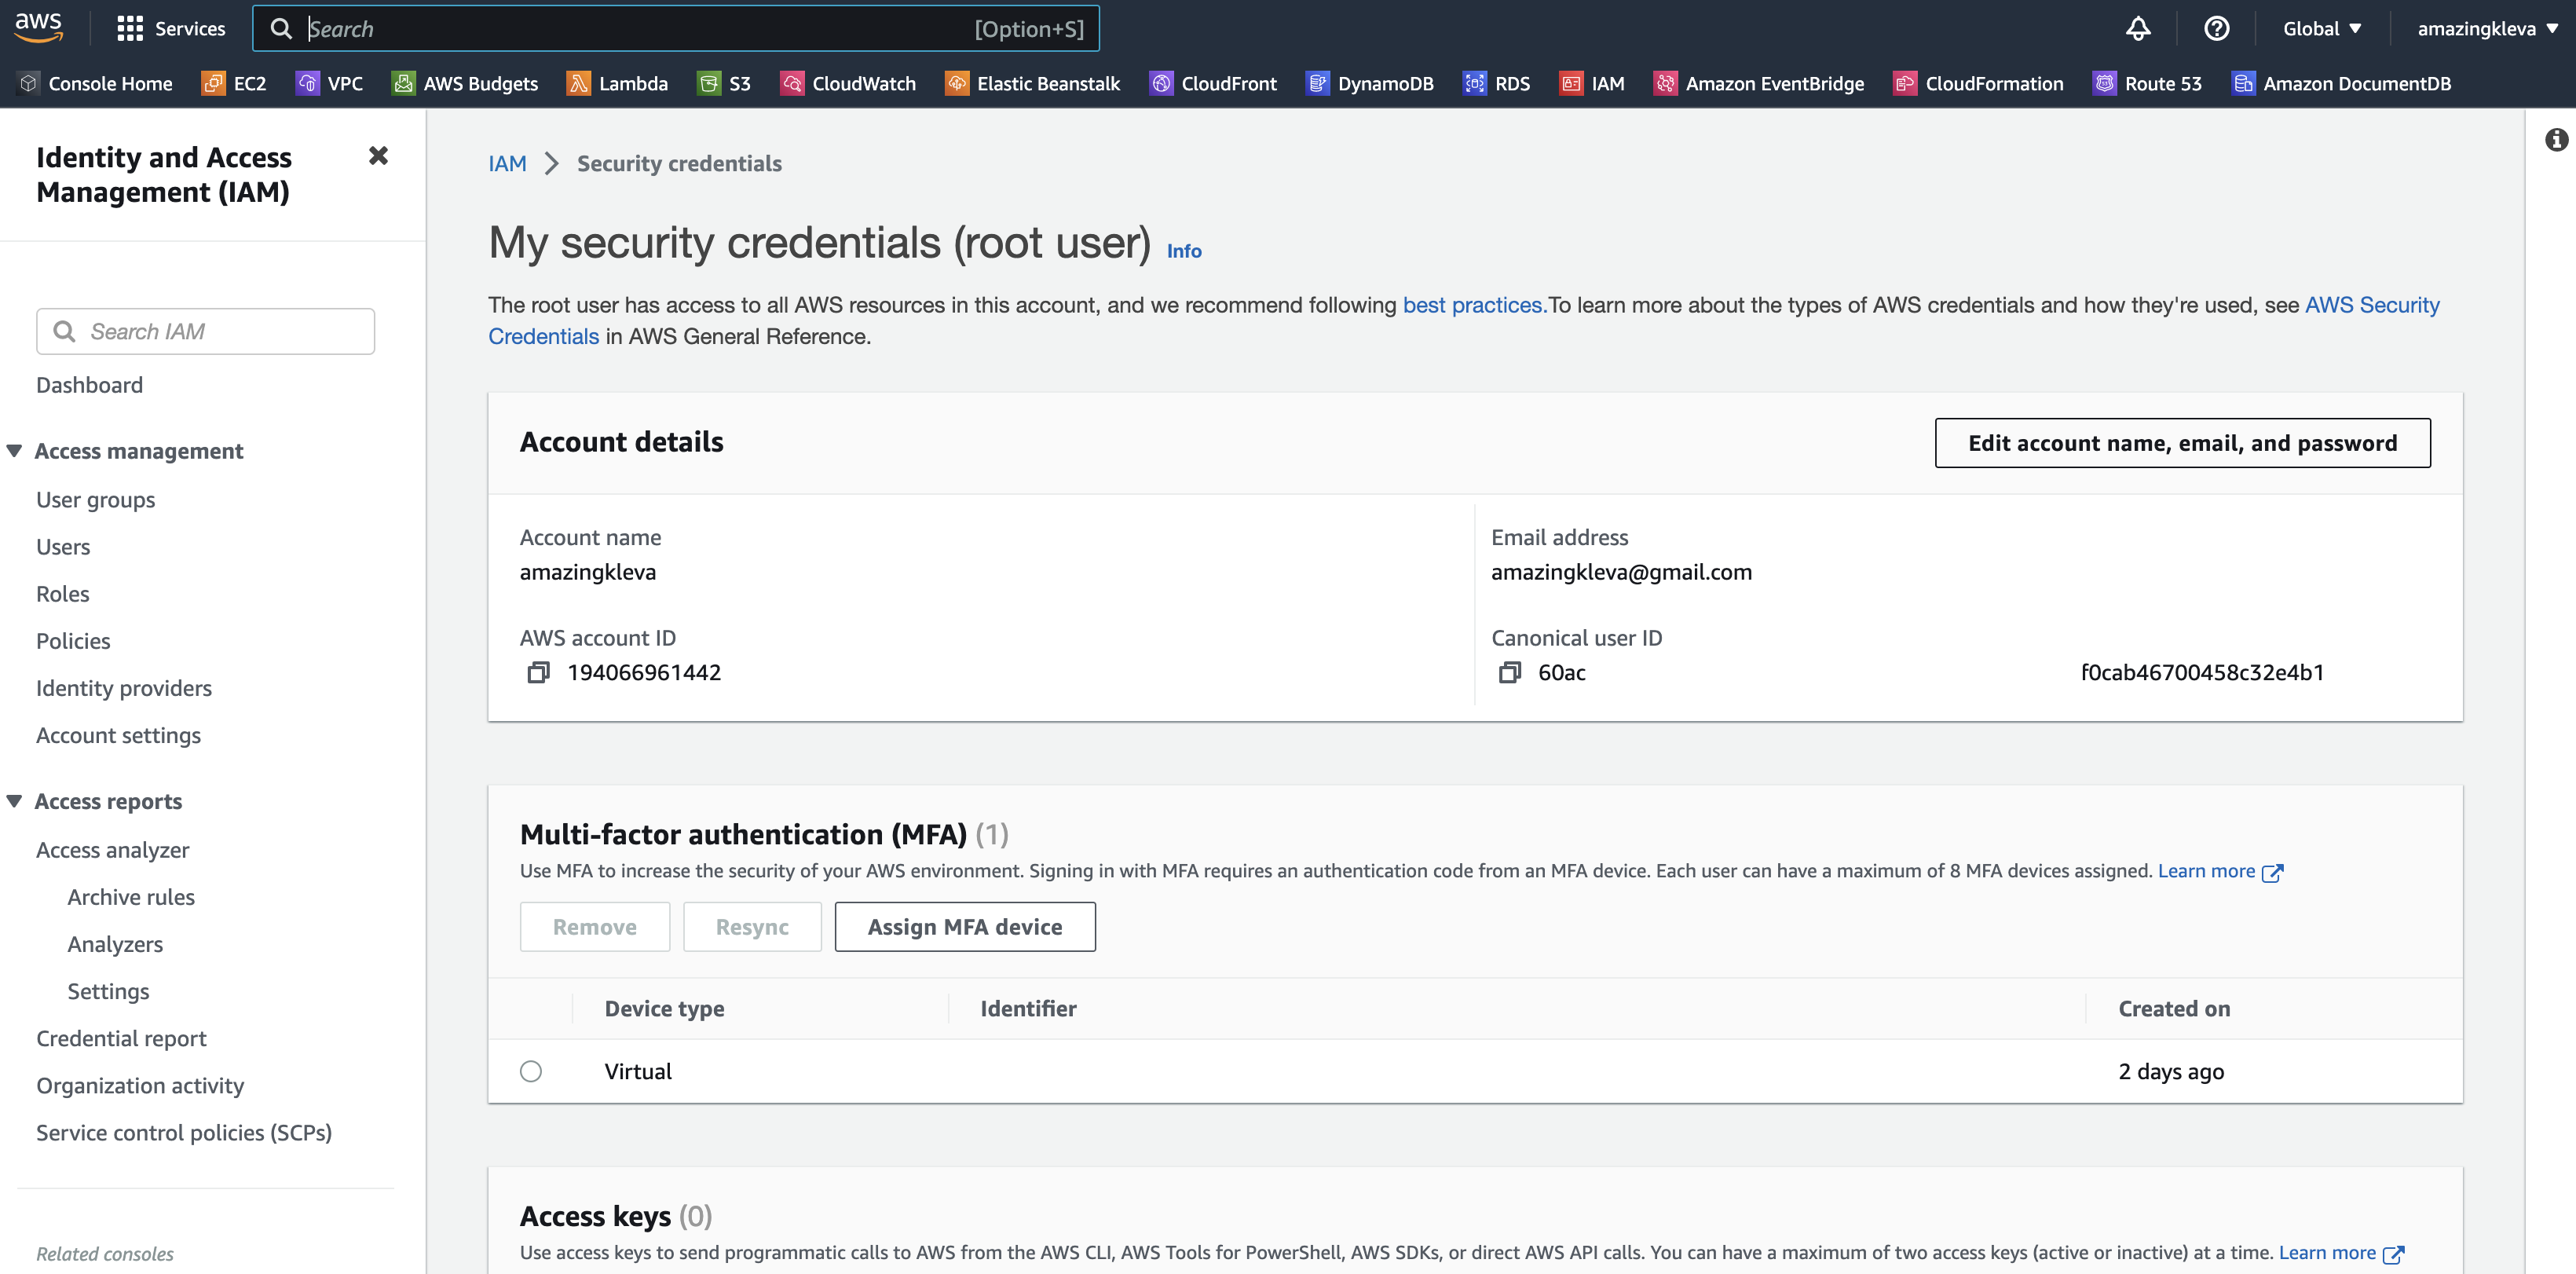 aws
Services
Search [Option+S]
Global
amazingkleva
Console Home EC2 VPC AWS Budgets Lambda S3 CloudWatch Elastic Beanstalk CloudFront DynamoDB RDS IAM Amazon EventBridge CloudFormation Route 53 Amazon DocumentDB
Identity and Access
Management (IAM)
Search IAM
Dashboard
Access management
User groups
Users
Roles
Policies
Identity providers
Account settings
Access reports
Access analyzer
Archive rules
Analyzers
Settings
Credential report
Organization activity
Service control policies (SCPs)
Related consoles
IAM > Security credentials
My security credentials (root user) Info
The root user has access to all AWS resources in this account, and we recommend following best practices.To learn more about the types of AWS credentials and how they're used, see AWS Security
Credentials in AWS General Reference.
Account details
Edit account name, email, and password
Account name
amazingkleva
Email address
amazingkleva@gmail.com
AWS account ID
194066961442
Canonical user ID
60ac f0cab46700458c32e4b1
Multi-factor authentication (MFA) (1)
Use MFA to increase the security of your AWS environment. Signing in with MFA requires an authentication code from an MFA device. Each user can have a maximum of 8 MFA devices assigned. Learn more
Remove Resync Assign MFA device
Device type Identifier Created on
Virtual 2 days ago
Access keys (0)
Use access keys to send programmatic calls to AWS from the AWS CLI, AWS Tools for PowerShell, AWS SDKs, or direct AWS API calls. You can have a maximum of two access keys (active or inactive) at a time. Learn more